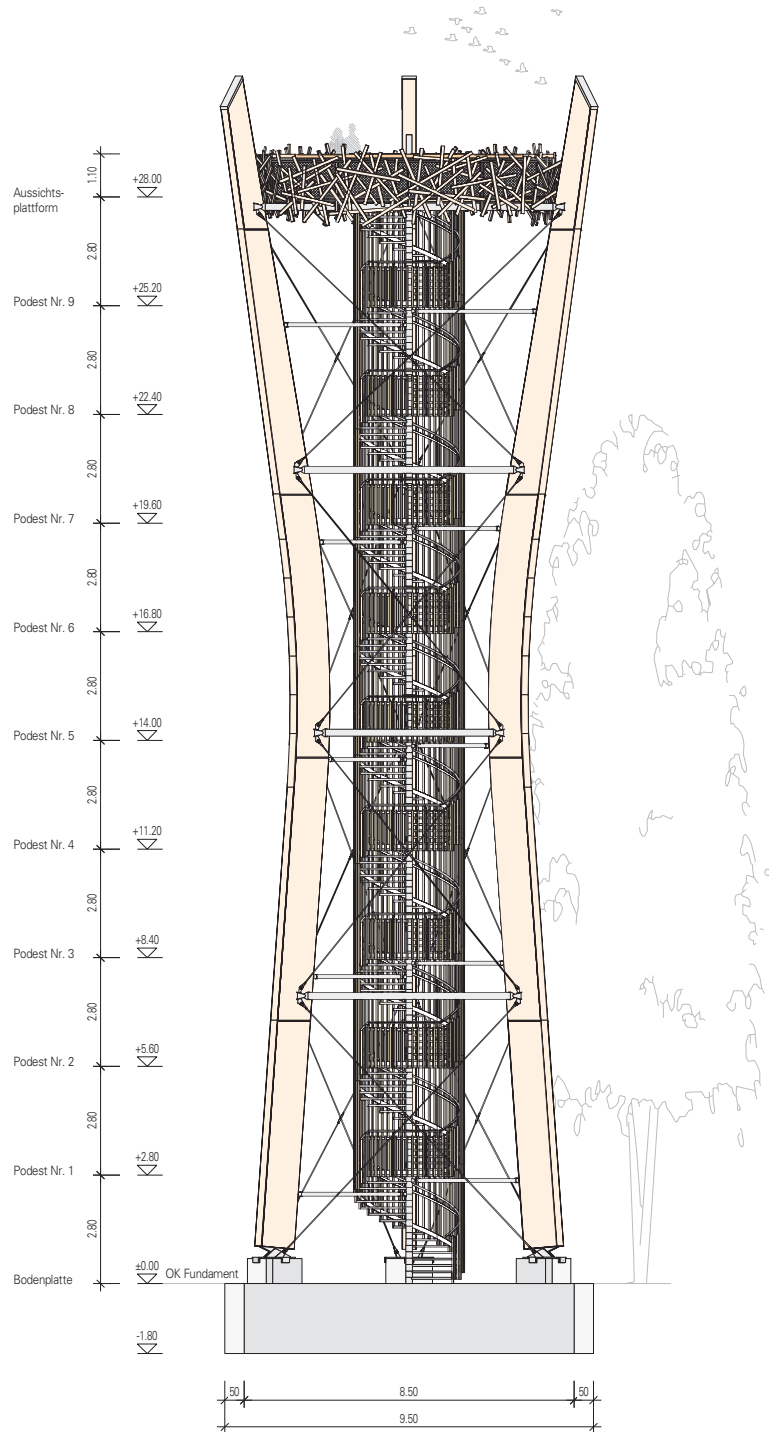 1.10
+28.00
Aussichts-
plattform
2.80
Podest Nr. 9
+25.20
2.80
Podest Nr. 8
+22.40
2.80
Podest Nr. 7
+19.60
2.80
Podest Nr. 6
+16.80
2.80
Podest Nr. 5
+14.00
2.80
Podest Nr. 4
+11.20
2.80
Podest Nr. 3
+8.40
2.80
Podest Nr. 2
+5.60
2.80
Podest Nr. 1
+2.80
2.80
Bodenplatte
±0.00
OK Fundament
-1.80
50
8.50
50
9.50